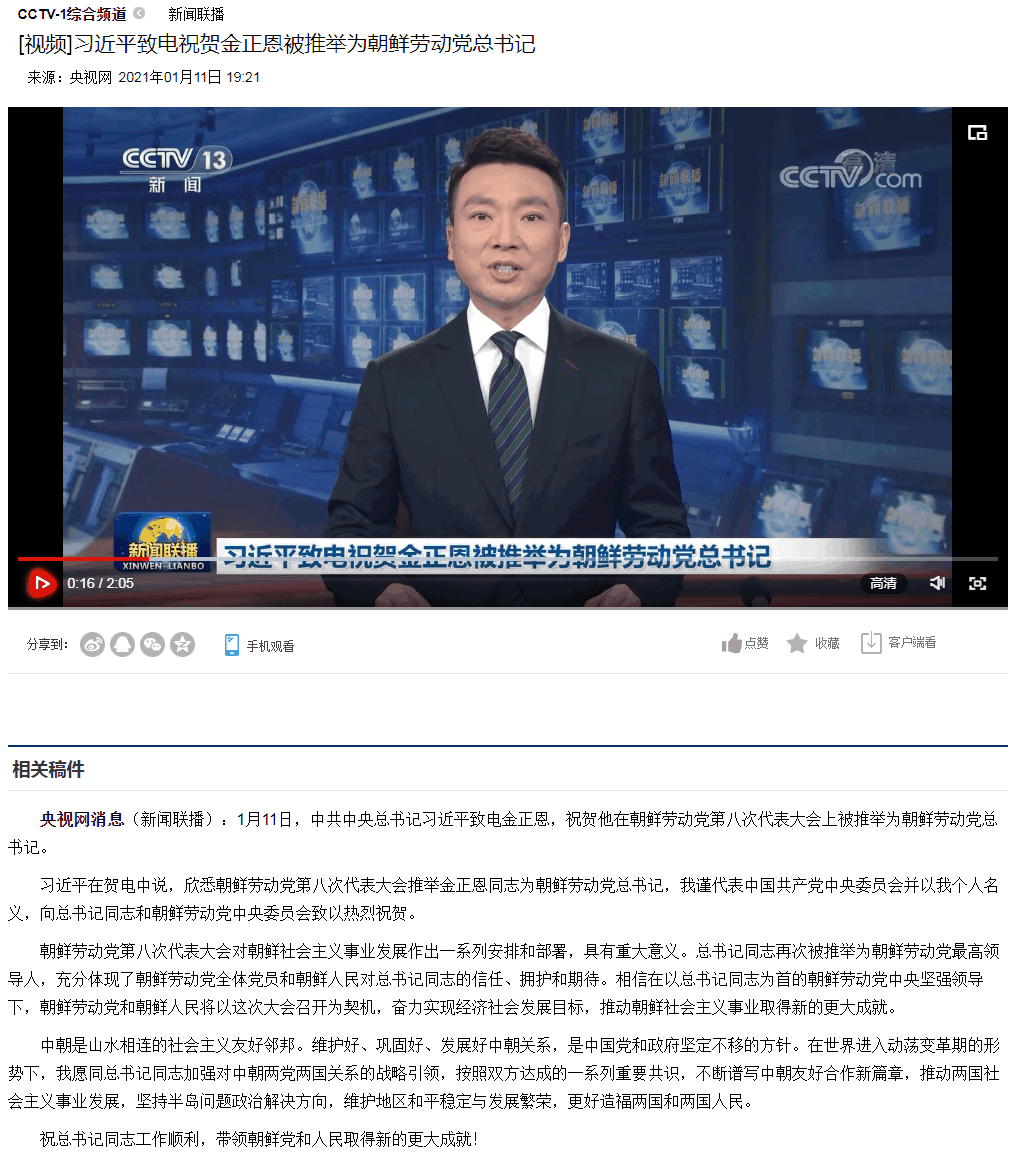 CCTV-1综合频道 新闻联播
[视频]习近平致电祝贺金正恩被推举为朝鲜劳动党总书记
来源：央视网 2021年01月11日 19:21
CCTV 13
新 闻
CCTV 高清 com
新闻联播
XINWEN LIANBO
习近平致电祝贺金正恩被推举为朝鲜劳动党总书记
0:16 / 2:05 高清
分享到： 手机观看 点赞 收藏 客户端看
相关稿件
央视网消息（新闻联播）：1月11日，中共中央总书记习近平致电金正恩，祝贺他在朝鲜劳动党第八次代表大会上被推举为朝鲜劳动党总
书记。
习近平在贺电中说，欣悉朝鲜劳动党第八次代表大会推举金正恩同志为朝鲜劳动党总书记，我谨代表中国共产党中央委员会并以我个人名
义，向总书记同志和朝鲜劳动党中央委员会致以热烈祝贺。
朝鲜劳动党第八次代表大会对朝鲜社会主义事业发展作出一系列安排和部署，具有重大意义。总书记同志再次被推举为朝鲜劳动党最高领
导人，充分体现了朝鲜劳动党全体党员和朝鲜人民对总书记同志的信任、拥护和期待。相信在以总书记同志为首的朝鲜劳动党中央坚强领导
下，朝鲜劳动党和朝鲜人民将以这次大会召开为契机，奋力实现经济社会发展目标，推动朝鲜社会主义事业取得新的更大成就。
中朝是山水相连的社会主义友好邻邦。维护好、巩固好、发展好中朝关系，是中国党和政府坚定不移的方针。在世界进入动荡变革期的形
势下，我愿同总书记同志加强对中朝两党两国关系的战略引领，按照双方达成的一系列重要共识，不断谱写中朝友好合作新篇章，推动两国社
会主义事业发展，坚持半岛问题政治解决方向，维护地区和平稳定与发展繁荣，更好造福两国和两国人民。
祝总书记同志工作顺利，带领朝鲜党和人民取得新的更大成就！